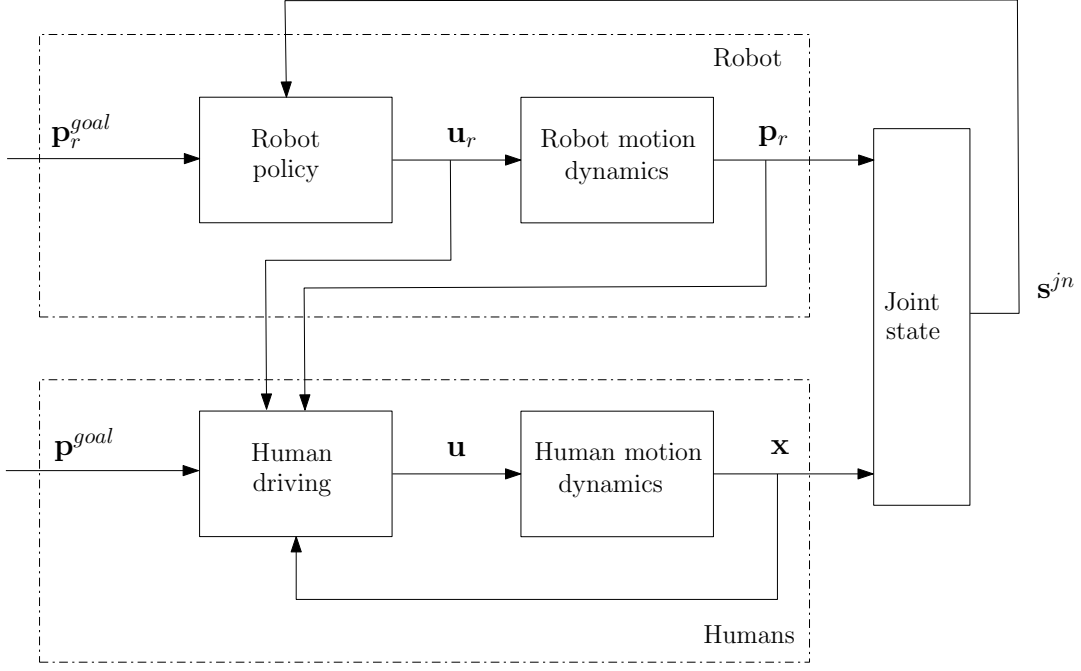 Robot
p_r^{goal}
Robot
policy
u_r
Robot motion
dynamics
p_r
Joint
state
s^{jn}
p^{goal}
Human
driving
u
Human motion
dynamics
x
Humans